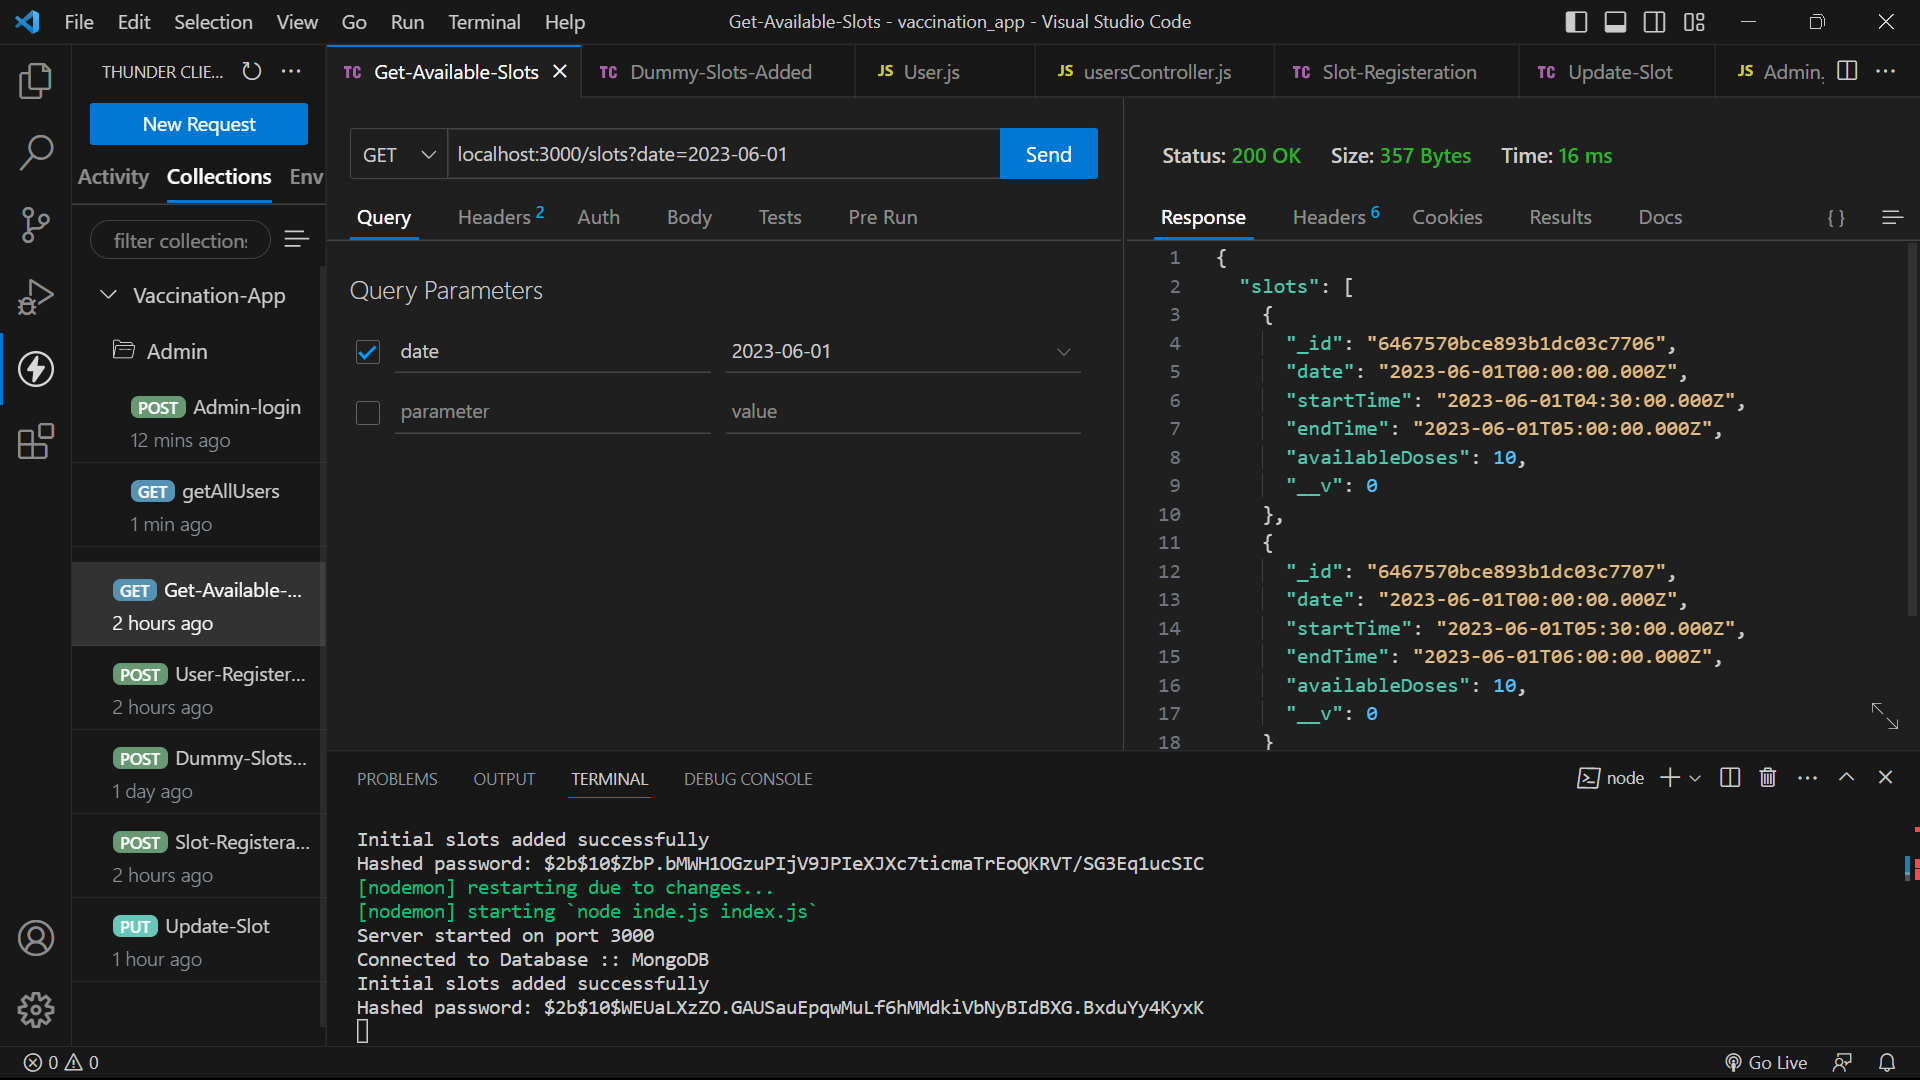 File Edit Selection View Go Run Terminal Help
Get-Available-Slots - vaccination_app - Visual Studio Code
THUNDER CLIE...
New Request
Activity Collections Env
filter collections
Vaccination-App
Admin
POST Admin-login
12 mins ago
GET getAllUsers
1 min ago
GET Get-Available-...
2 hours ago
POST User-Register...
2 hours ago
POST Dummy-Slots...
1 day ago
POST Slot-Registera...
2 hours ago
PUT Update-Slot
1 hour ago
TC Get-Available-Slots
TC Dummy-Slots-Added
JS User.js
JS usersController.js
TC Slot-Registeration
TC Update-Slot
JS Admin.
GET localhost:3000/slots?date=2023-06-01 Send
Query Headers 2 Auth Body Tests Pre Run
Query Parameters
date 2023-06-01
parameter value
Status: 200 OK Size: 357 Bytes Time: 16 ms
Response Headers 6 Cookies Results Docs { }
1 {
2 "slots": [
3 {
4 "_id": "6467570bce893b1dc03c7706",
5 "date": "2023-06-01T00:00:00.000Z",
6 "startTime": "2023-06-01T04:30:00.000Z",
7 "endTime": "2023-06-01T05:00:00.000Z",
8 "availableDoses": 10,
9 "__v": 0
10 },
11 {
12 "_id": "6467570bce893b1dc03c7707",
13 "date": "2023-06-01T00:00:00.000Z",
14 "startTime": "2023-06-01T05:30:00.000Z",
15 "endTime": "2023-06-01T06:00:00.000Z",
16 "availableDoses": 10,
17 "__v": 0
18 }
PROBLEMS OUTPUT TERMINAL DEBUG CONSOLE
node
Initial slots added successfully
Hashed password: $2b$10$ZbP.bMWH1OGzuPIjV9JPIeXJXc7ticmaTrEoQKRVT/SG3Eq1ucSIC
[nodemon] restarting due to changes...
[nodemon] starting `node inde.js index.js`
Server started on port 3000
Connected to Database :: MongoDB
Initial slots added successfully
Hashed password: $2b$10$WEUaLXzZO.GAUSauEpqwMuLf6hMMdkiVbNyBIdBXG.BxduYy4KyxK
0 0
Go Live